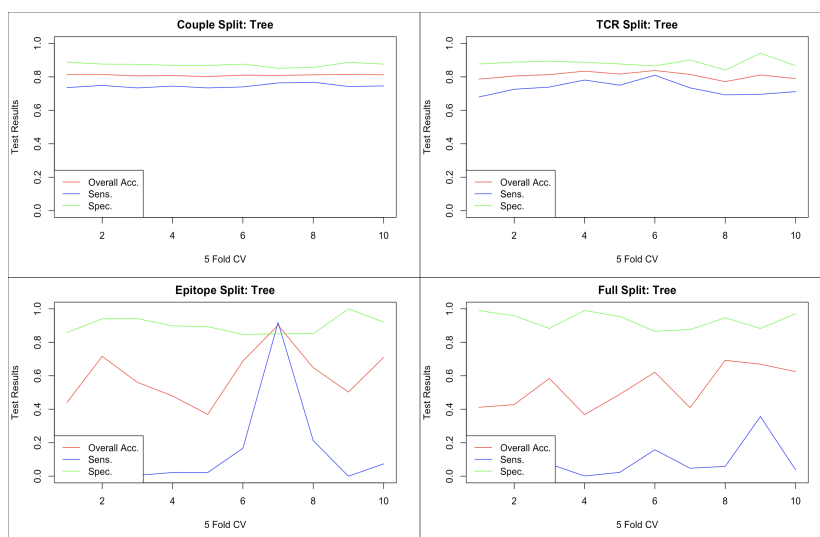 Couple Split: Tree
Test Results
1.0
0.8
0.6
0.4
0.2
0.0
Overall Acc.
Sens.
Spec.
2 4 6 8 10
5 Fold CV
TCR Split: Tree
Test Results
1.0
0.8
0.6
0.4
0.2
0.0
Overall Acc.
Sens.
Spec.
2 4 6 8 10
5 Fold CV
Epitope Split: Tree
Test Results
1.0
0.8
0.6
0.4
0.2
0.0
Overall Acc.
Sens.
Spec.
2 4 6 8 10
5 Fold CV
Full Split: Tree
Test Results
1.0
0.8
0.6
0.4
0.2
0.0
Overall Acc.
Sens.
Spec.
2 4 6 8 10
5 Fold CV